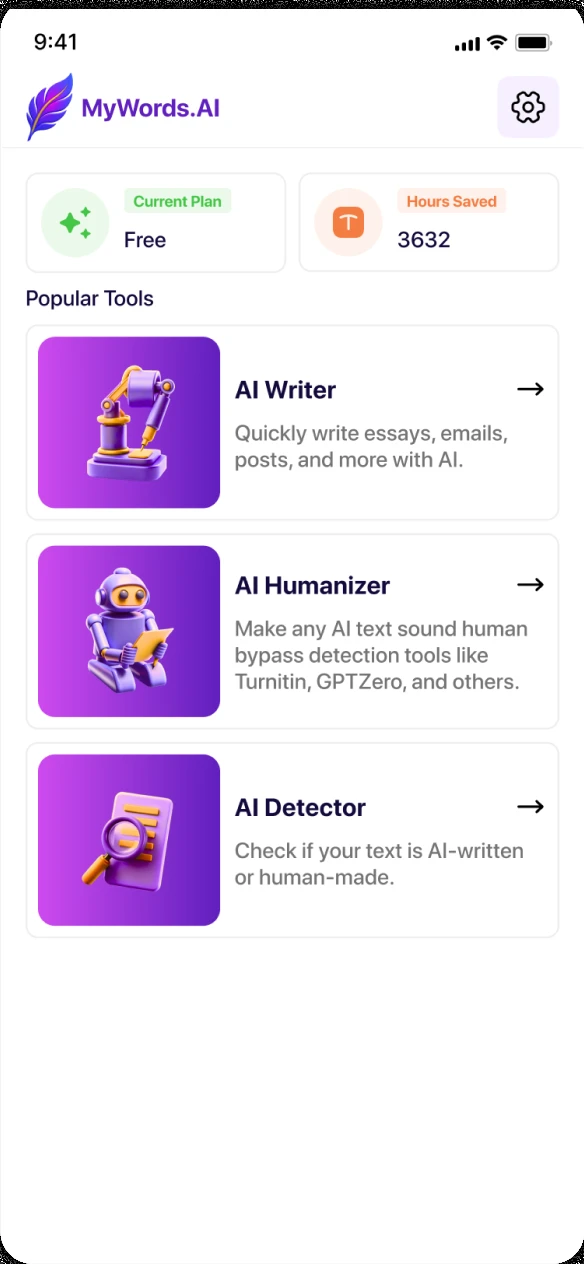 9:41
MyWords.AI
Current Plan
Free
Hours Saved
3632
Popular Tools
AI Writer
Quickly write essays, emails,
posts, and more with AI.
AI Humanizer
Make any AI text sound human
bypass detection tools like
Turnitin, GPTZero, and others.
AI Detector
Check if your text is AI-written
or human-made.